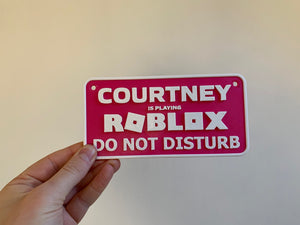 COURTNEY
IS PLAYING
ROBLOX
DO NOT DISTURB